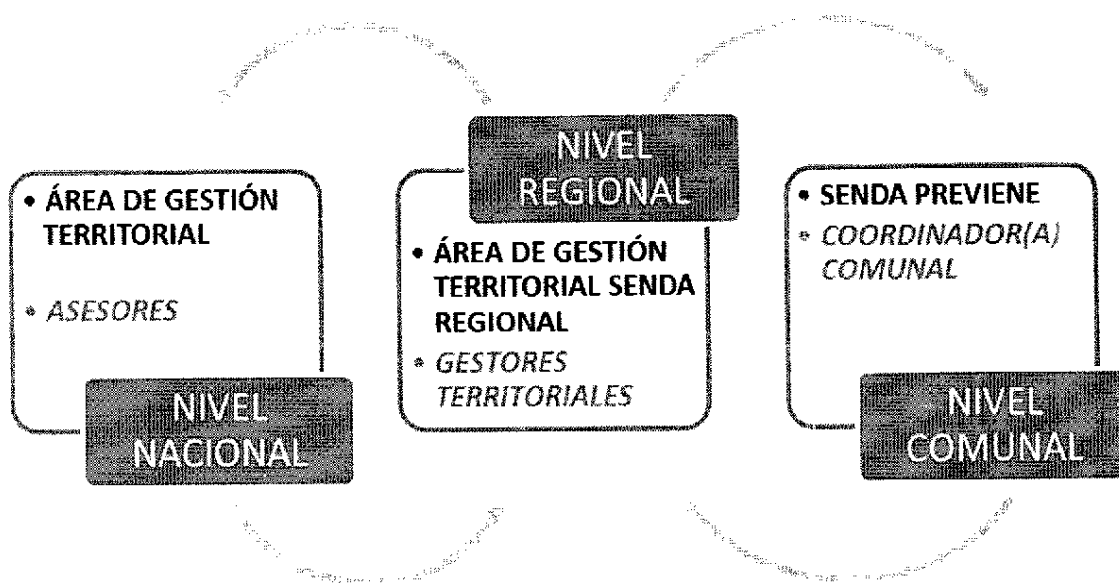 • ÁREA DE GESTIÓN
TERRITORIAL
• ASESORES
NIVEL
NACIONAL
NIVEL
REGIONAL
• ÁREA DE GESTIÓN
TERRITORIAL SENDA
REGIONAL
• GESTORES
TERRITORIALES
• SENDA PREVIENE
• COORDINADOR(A)
COMUNAL
NIVEL
COMUNAL